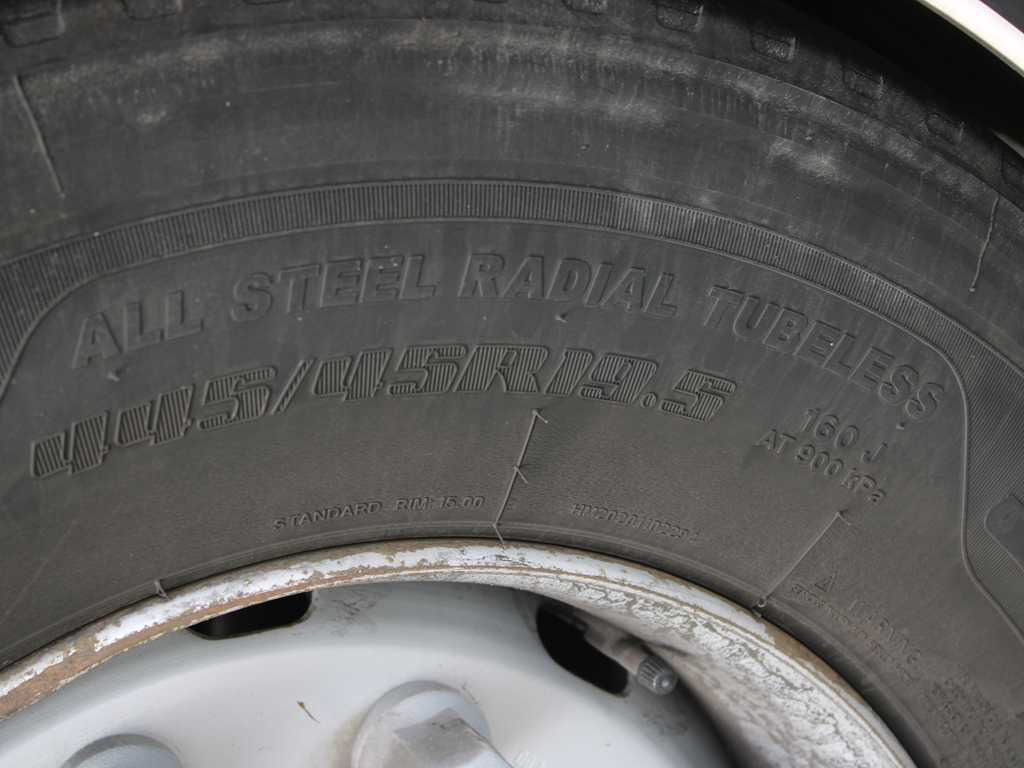 ALL STEEL RADIAL TUBELESS
445/45R19.5
160 J
AT 900 kPa
STANDARD RIM: 15.00